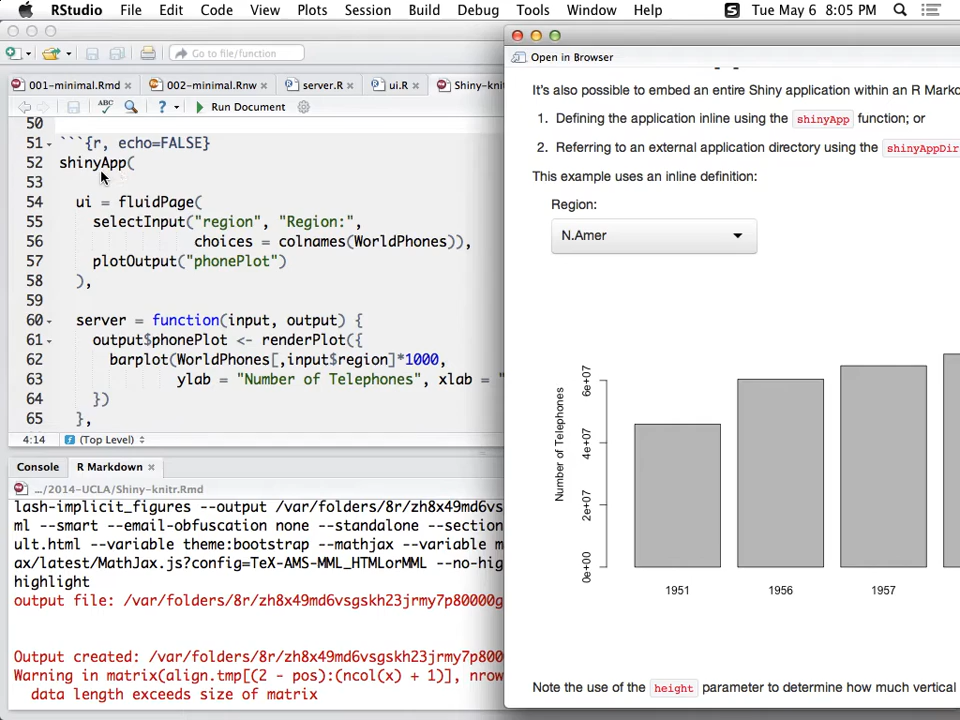 RStudio File Edit Code View Plots Session Build Debug Tools Window Help S Tue May 6 8:05 PM
Go to file/function
001-minimal.Rmd × 002-minimal.Rnw × server.R × ui.R × Shiny-kni
ABC ? Run Document
50
51 ```{r, echo=FALSE}
52 shinyApp(
53
54 ui = fluidPage(
55 selectInput("region", "Region:",
56 choices = colnames(WorldPhones)),
57 plotOutput("phonePlot")
58 ),
59
60 server = function(input, output) {
61 output$phonePlot <- renderPlot({
62 barplot(WorldPhones[,input$region]*1000,
63 ylab = "Number of Telephones", xlab = "
64 })
65 },
4:14 (Top Level)
Console R Markdown ×
.../2014-UCLA/Shiny-knitr.Rmd
lash-implicit_figures --output /var/folders/8r/zh8x49md6vs
ml --smart --email-obfuscation none --standalone --section
ult.html --variable theme:bootstrap --mathjax --variable m
ax/latest/MathJax.js?config=TeX-AMS-MML_HTMLorMML --no-hig
highlight
output file: /var/folders/8r/zh8x49md6vsgskh23jrmy7p80000g
Output created: /var/folders/8r/zh8x49md6vsgskh23jrmy7p800
Warning in matrix(align.tmp[(2 - pos):(ncol(x) + 1)], nrow
data length exceeds size of matrix
Open in Browser
It's also possible to embed an entire Shiny application within an R Marko
1. Defining the application inline using the shinyApp function; or
2. Referring to an external application directory using the shinyAppDir
This example uses an inline definition:
Region:
N.Amer
Number of Telephones
6e+07
4e+07
2e+07
0e+00
1951 1956 1957
Note the use of the height parameter to determine how much vertical